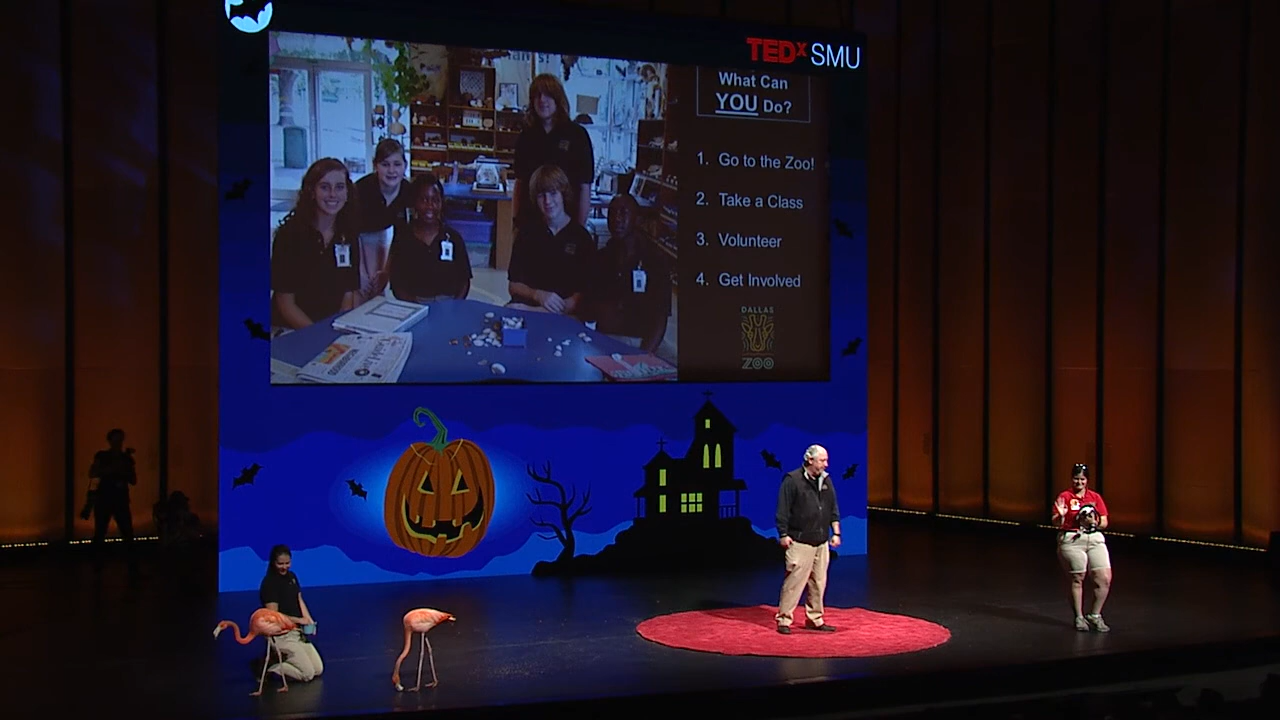 TEDx SMU
What Can
YOU Do?
1. Go to the Zoo!
2. Take a Class
3. Volunteer
4. Get Involved
DALLAS
ZOO